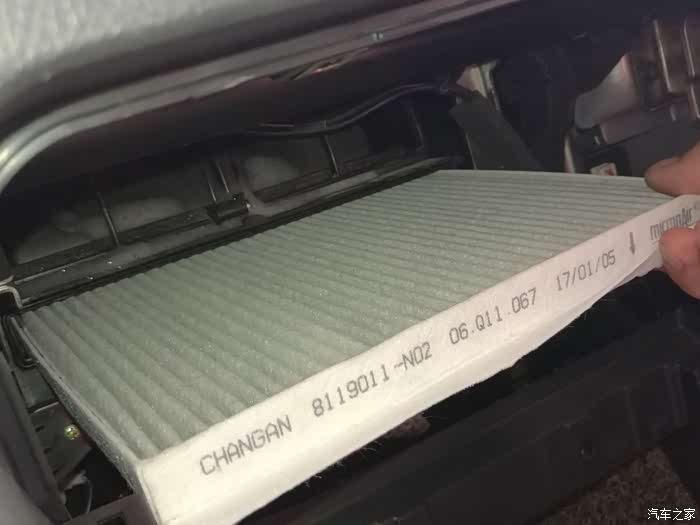 CHANGAN 8119011-N02 06.Q11.067 17/01/05 ↓ micronAir
汽车之家